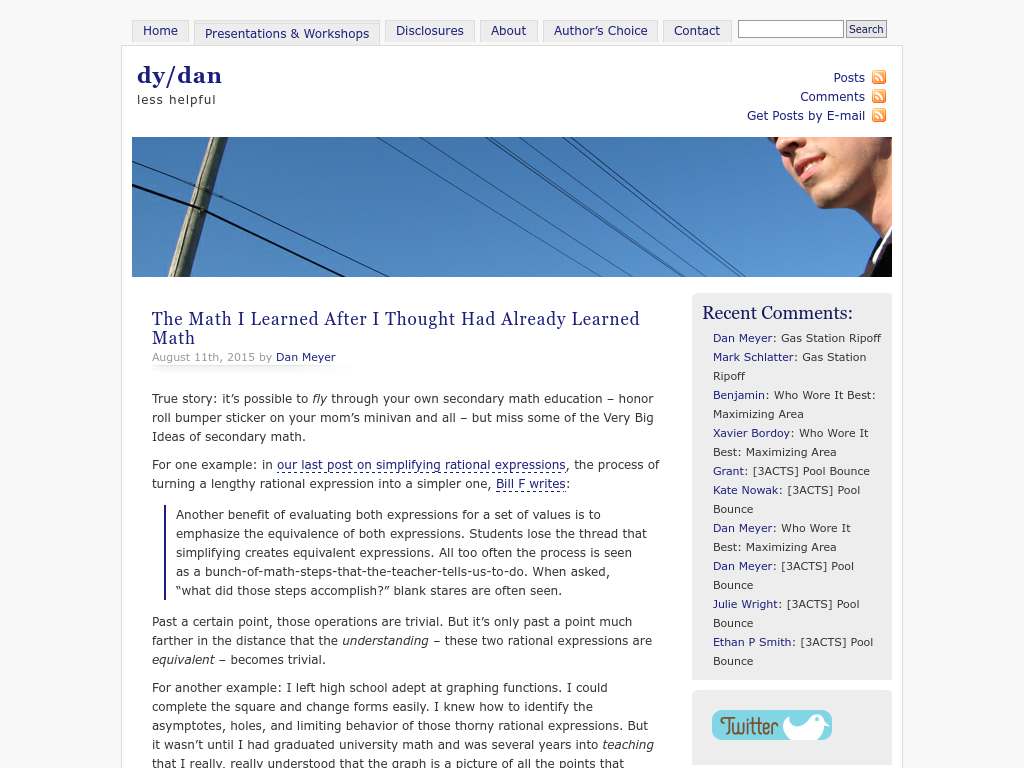 Home
Presentations & Workshops
Disclosures
About
Author's Choice
Contact
Search
dy/dan
less helpful
Posts
Comments
Get Posts by E-mail
The Math I Learned After I Thought Had Already Learned
Math
August 11th, 2015 by Dan Meyer
True story: it's possible to fly through your own secondary math education – honor
roll bumper sticker on your mom's minivan and all – but miss some of the Very Big
Ideas of secondary math.
For one example: in our last post on simplifying rational expressions, the process of
turning a lengthy rational expression into a simpler one, Bill F writes:
Another benefit of evaluating both expressions for a set of values is to
emphasize the equivalence of both expressions. Students lose the thread that
simplifying creates equivalent expressions. All too often the process is seen
as a bunch-of-math-steps-that-the-teacher-tells-us-to-do. When asked,
“what did those steps accomplish?” blank stares are often seen.
Past a certain point, those operations are trivial. But it's only past a point much
farther in the distance that the understanding – these two rational expressions are
equivalent – becomes trivial.
For another example: I left high school adept at graphing functions. I could
complete the square and change forms easily. I knew how to identify the
asymptotes, holes, and limiting behavior of those thorny rational expressions. But
it wasn't until I had graduated university math and was several years into teaching
that I really, really understood that the graph is a picture of all the points that
Recent Comments:
Dan Meyer: Gas Station Ripoff
Mark Schlatter: Gas Station
Ripoff
Benjamin: Who Wore It Best:
Maximizing Area
Xavier Bordoy: Who Wore It
Best: Maximizing Area
Grant: [3ACTS] Pool Bounce
Kate Nowak: [3ACTS] Pool
Bounce
Dan Meyer: Who Wore It
Best: Maximizing Area
Dan Meyer: [3ACTS] Pool
Bounce
Julie Wright: [3ACTS] Pool
Bounce
Ethan P Smith: [3ACTS] Pool
Bounce
Twitter